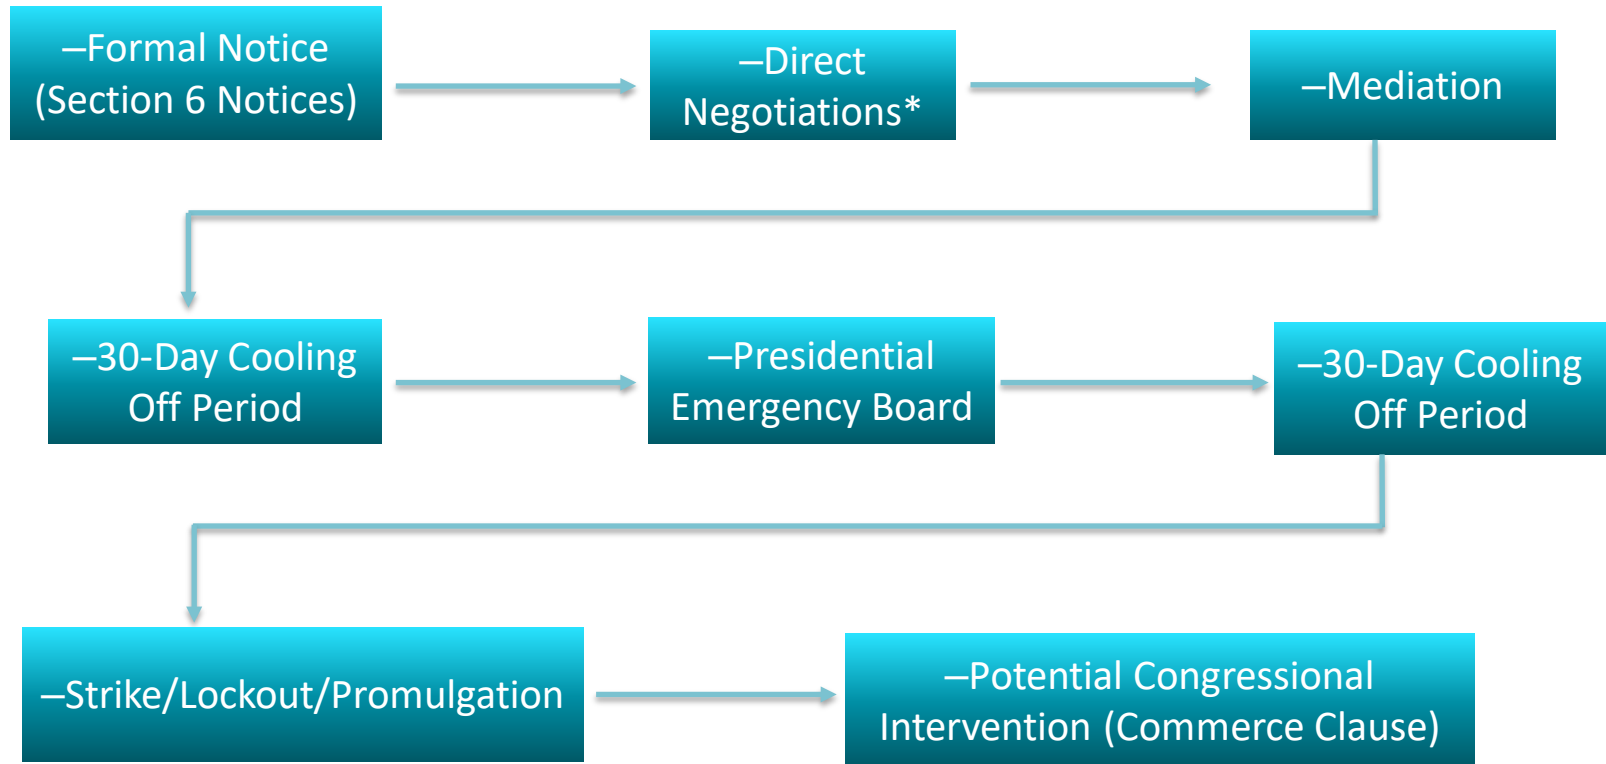 –Formal Notice
(Section 6 Notices)
–Direct
Negotiations*
–Mediation
–30-Day Cooling
Off Period
–Presidential
Emergency Board
–30-Day Cooling
Off Period
–Strike/Lockout/Promulgation
–Potential Congressional
Intervention (Commerce Clause)